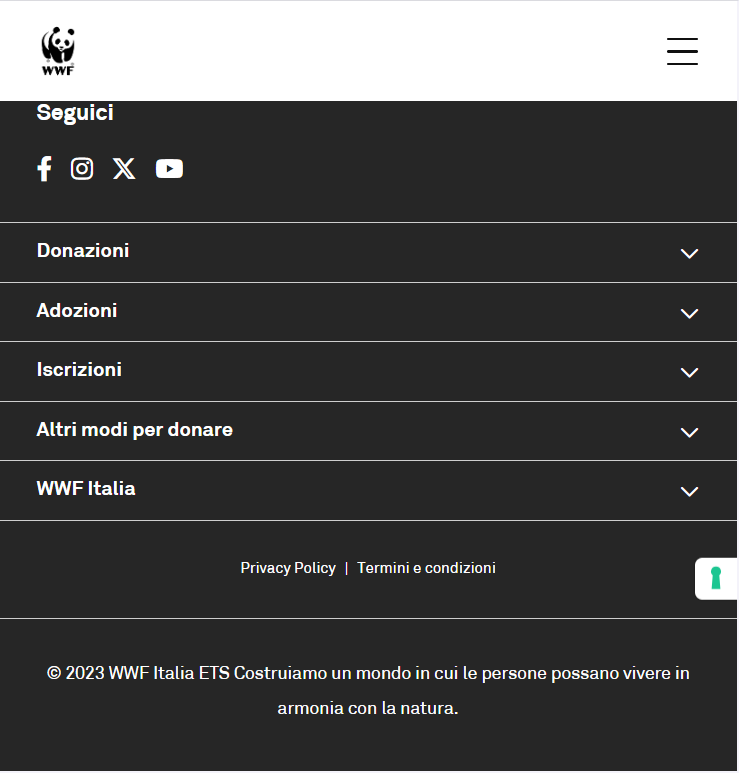 WWF
Seguici
Donazioni
Adozioni
Iscrizioni
Altri modi per donare
WWF Italia
Privacy Policy | Termini e condizioni
© 2023 WWF Italia ETS Costruiamo un mondo in cui le persone possano vivere in
armonia con la natura.